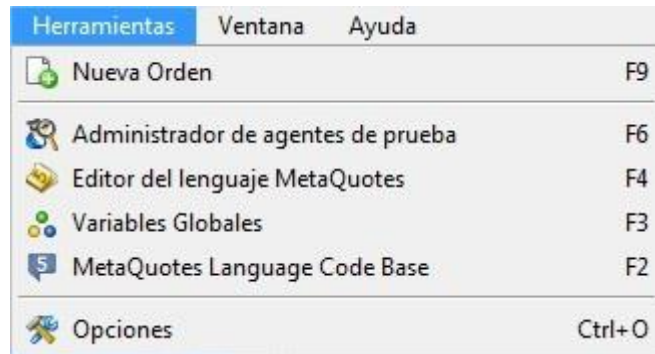 Herramientas Ventana Ayuda
Nueva Orden F9
Administrador de agentes de prueba F6
Editor del lenguaje MetaQuotes F4
Variables Globales F3
5 MetaQuotes Language Code Base F2
Opciones Ctrl+O